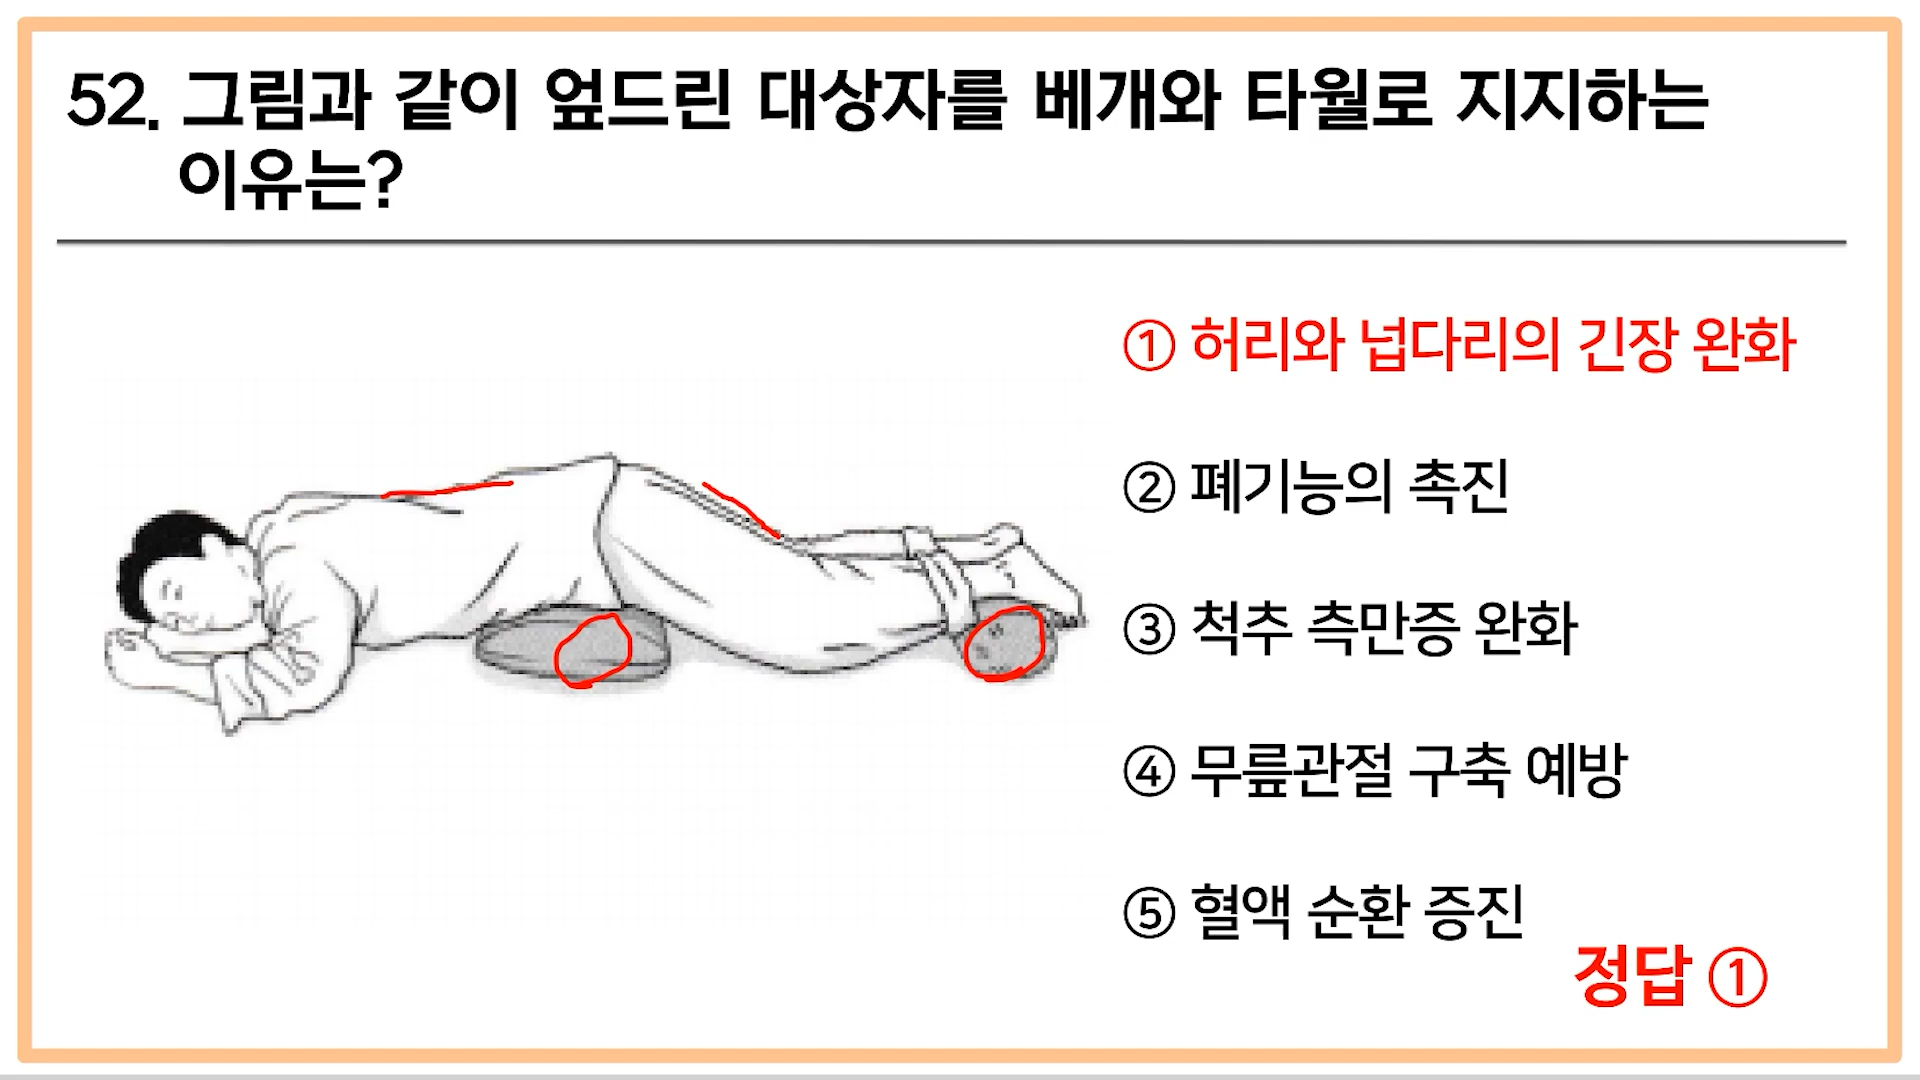 52. 그림과 같이 엎드린 대상자를 베개와 타월로 지지하는
이유는?
① 허리와 넙다리의 긴장 완화
② 폐기능의 촉진
③ 척추 측만증 완화
④ 무릎관절 구축 예방
⑤ 혈액 순환 증진
정답 ①